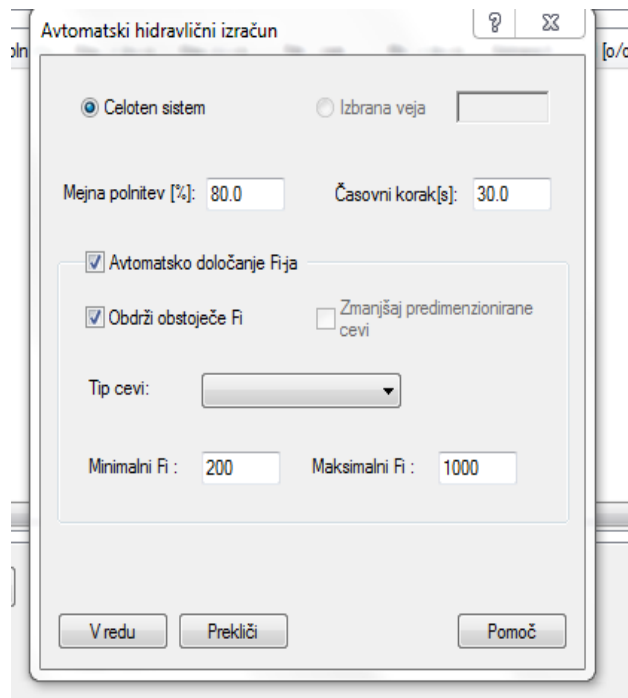 Avtomatski hidravlični izračun
?
oln
[o/o
Celoten sistem
Izbrana veja
Mejna polnitev [%]: 80.0
Časovni korak[s]: 30.0
Avtomatsko določanje Fi-ja
Obdrži obstoječe Fi
Zmanjšaj predimenzionirane
cevi
Tip cevi:
Minimalni Fi : 200
Maksimalni Fi : 1000
V redu
Prekliči
Pomoč